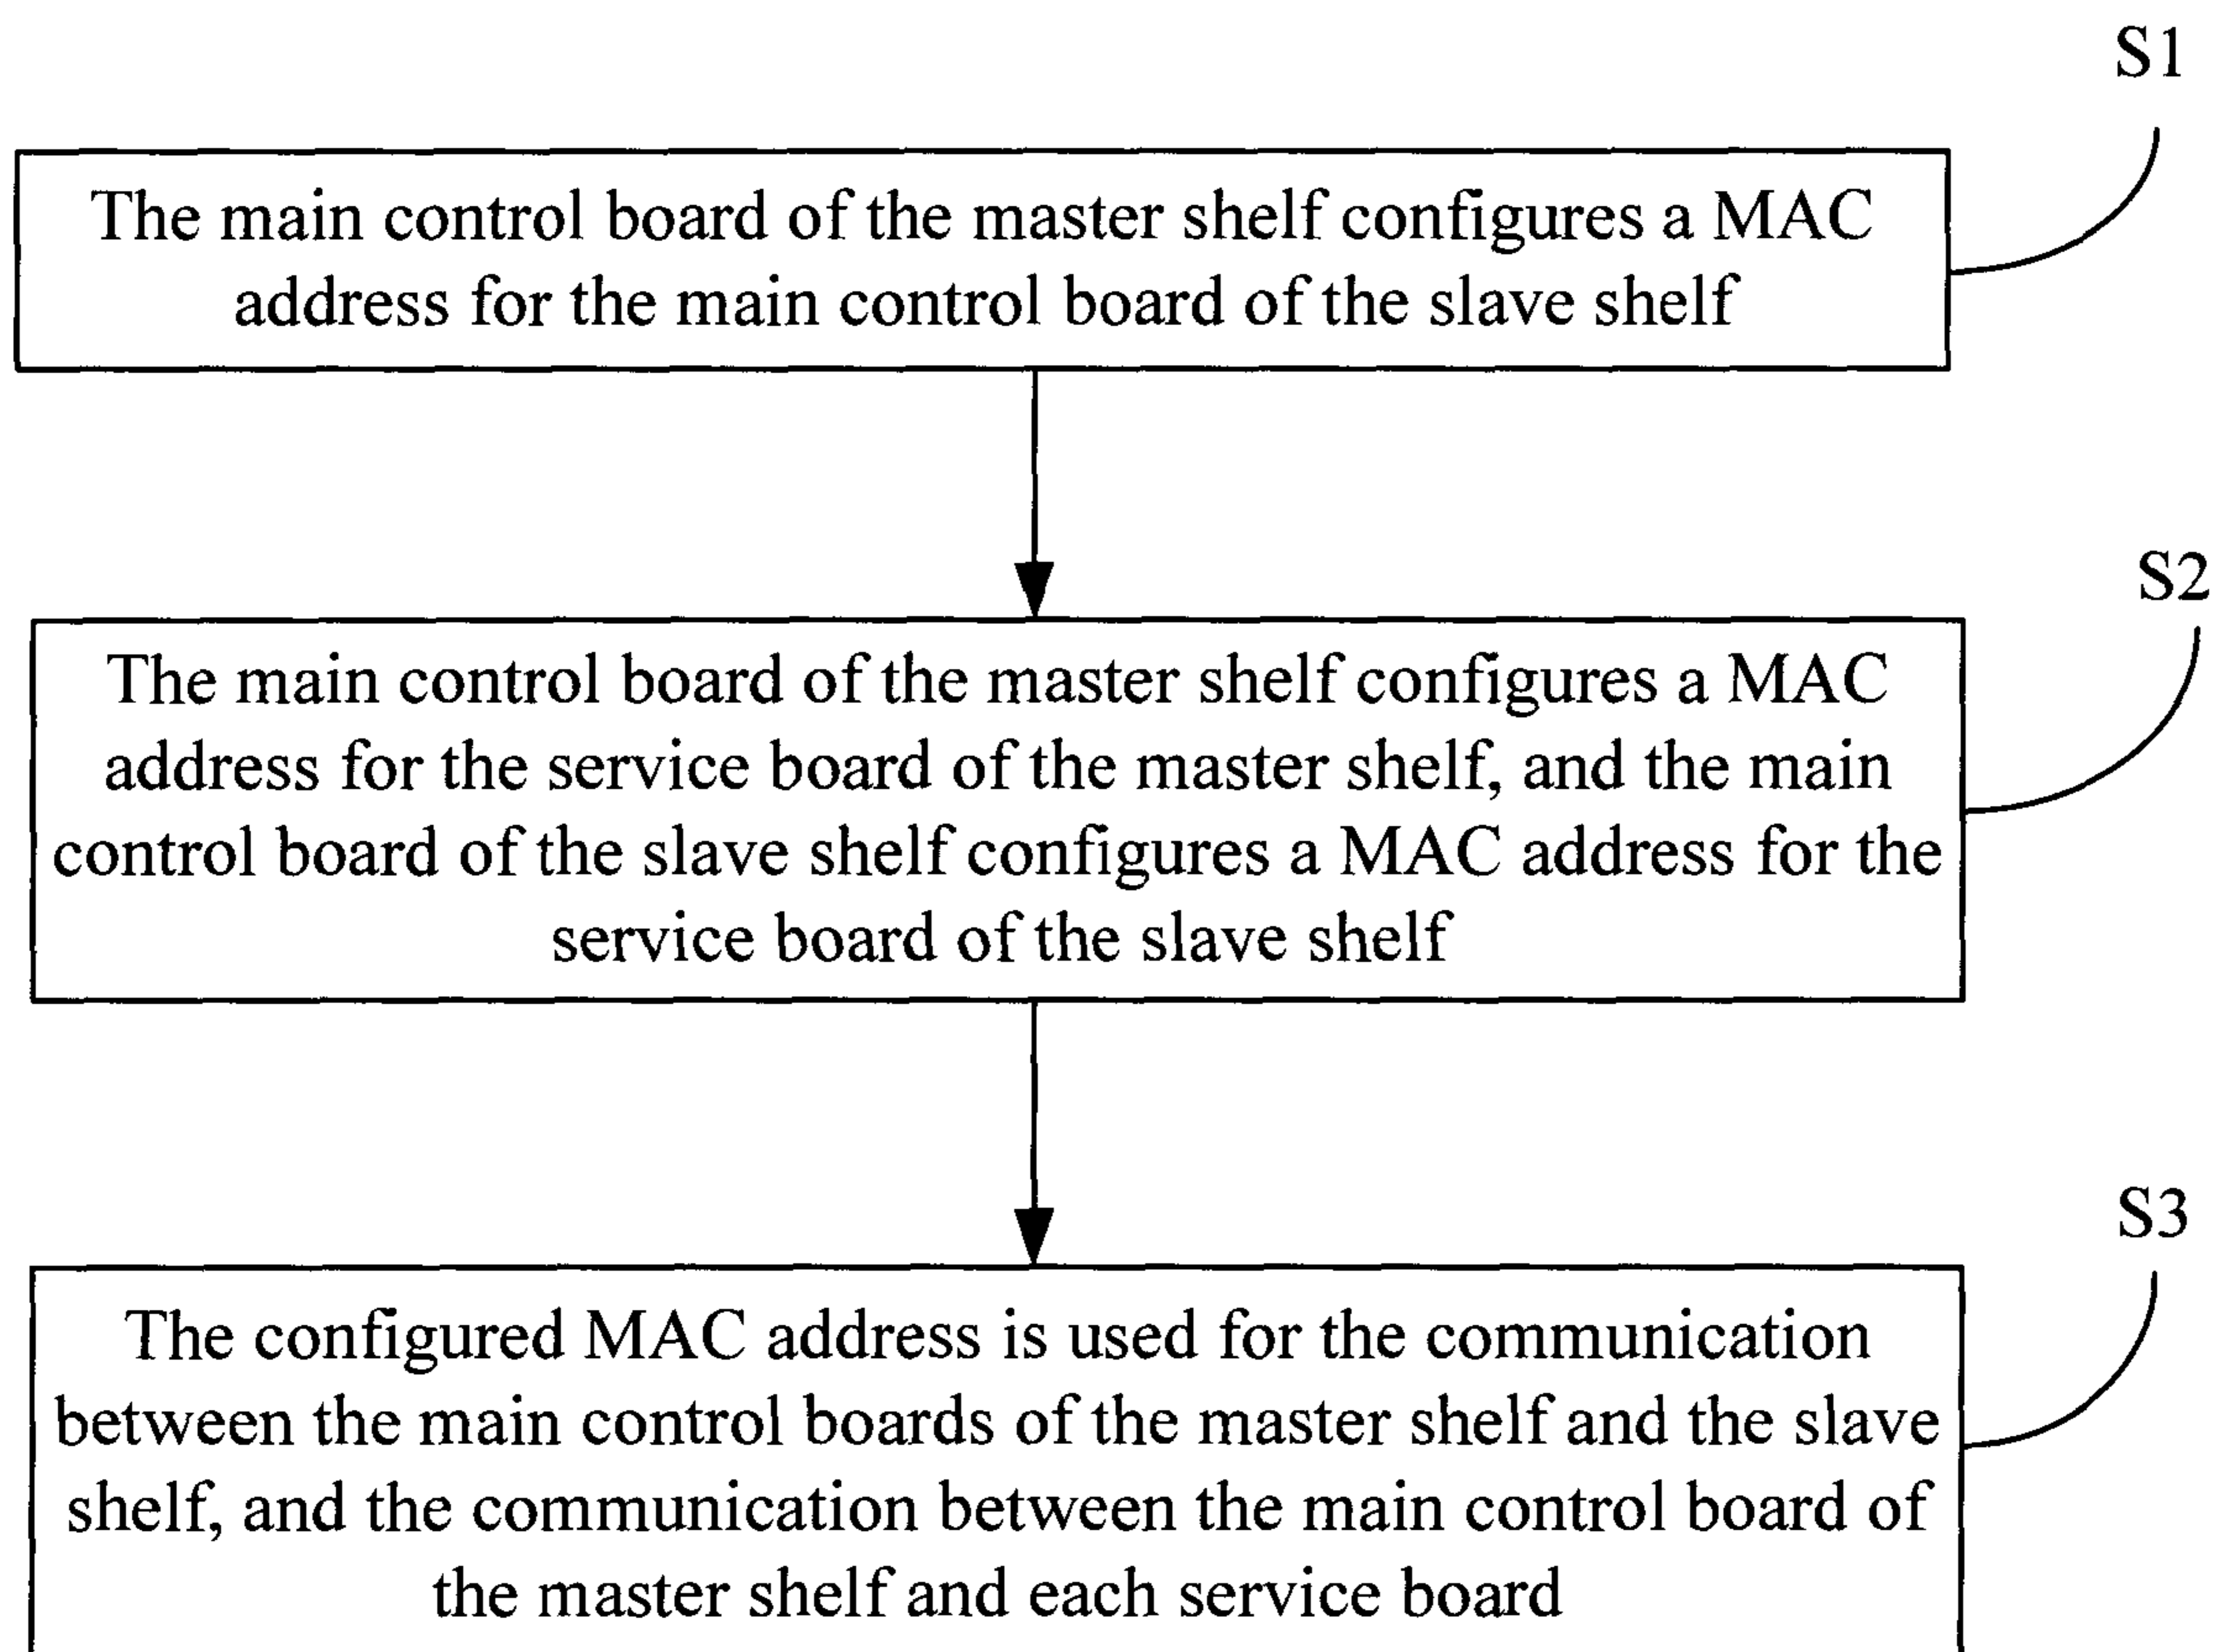 S1
The main control board of the master shelf configures a MAC
address for the main control board of the slave shelf
S2
The main control board of the master shelf configures a MAC
address for the service board of the master shelf, and the main
control board of the slave shelf configures a MAC address for the
service board of the slave shelf
S3
The configured MAC address is used for the communication
between the main control boards of the master shelf and the slave
shelf, and the communication between the main control board of
the master shelf and each service board